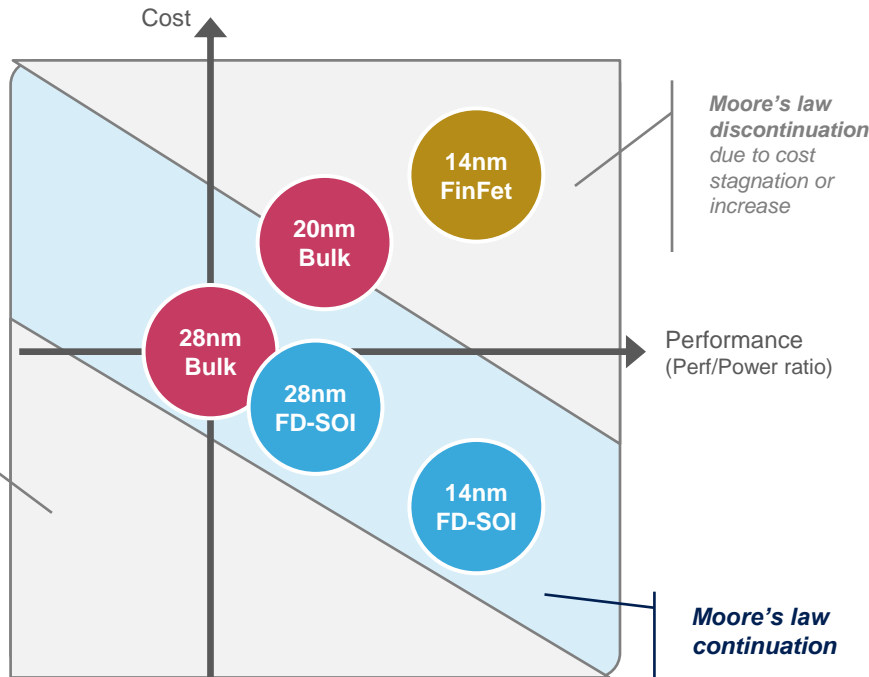 Cost
Moore's law
discontinuation
due to cost
stagnation or
increase
14nm
FinFet
20nm
Bulk
28nm
Bulk
Performance
(Perf/Power ratio)
28nm
FD-SOI
14nm
FD-SOI
Moore's law
continuation